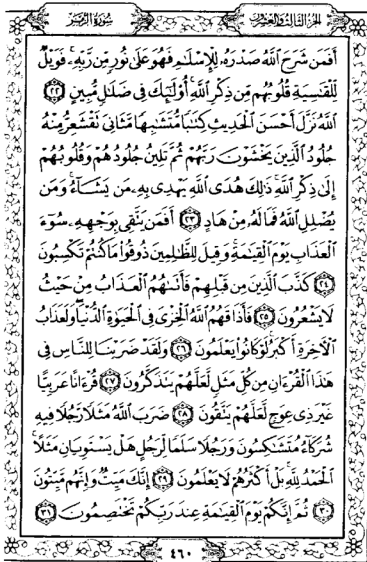 الجزء الثالث والعشرون
سورة الزمر
أَفَمَن شَرَحَ ٱللَّهُ صَدْرَهُۥ لِلْإِسْلَٰمِ فَهُوَ عَلَىٰ نُورٍ مِّن رَّبِّهِۦ ۚ فَوَيْلٌ
لِّلْقَٰسِيَةِ قُلُوبُهُم مِّن ذِكْرِ ٱللَّهِ ۚ أُو۟لَٰٓئِكَ فِى ضَلَٰلٍ مُّبِينٍ ٢٢
ٱللَّهُ نَزَّلَ أَحْسَنَ ٱلْحَدِيثِ كِتَٰبًا مُّتَشَٰبِهًا مَّثَانِىَ تَقْشَعِرُّ مِنْهُ
جُلُودُ ٱلَّذِينَ يَخْشَوْنَ رَبَّهُمْ ثُمَّ تَلِينُ جُلُودُهُمْ وَقُلُوبُهُمْ
إِلَىٰ ذِكْرِ ٱللَّهِ ۚ ذَٰلِكَ هُدَى ٱللَّهِ يَهْدِى بِهِۦ مَن يَشَآءُ ۚ وَمَن
يُضْلِلِ ٱللَّهُ فَمَا لَهُۥ مِنْ هَادٍ ٢٣ أَفَمَن يَتَّقِى بِوَجْهِهِۦ سُوٓءَ
ٱلْعَذَابِ يَوْمَ ٱلْقِيَٰمَةِ ۚ وَقِيلَ لِلظَّٰلِمِينَ ذُوقُوا۟ مَا كُنتُمْ تَكْسِبُونَ
٢٤ كَذَّبَ ٱلَّذِينَ مِن قَبْلِهِمْ فَأَتَىٰهُمُ ٱلْعَذَابُ مِنْ حَيْثُ
لَا يَشْعُرُونَ ٢٥ فَأَذَاقَهُمُ ٱللَّهُ ٱلْخِزْىَ فِى ٱلْحَيَوٰةِ ٱلدُّنْيَا ۖ وَلَعَذَابُ
ٱلْءَاخِرَةِ أَكْبَرُ ۚ لَوْ كَانُوا۟ يَعْلَمُونَ ٢٦ وَلَقَدْ ضَرَبْنَا لِلنَّاسِ فِى
هَٰذَا ٱلْقُرْءَانِ مِن كُلِّ مَثَلٍ لَّعَلَّهُمْ يَتَذَكَّرُونَ ٢٧ قُرْءَانًا عَرَبِيًّا
غَيْرَ ذِى عِوَجٍ لَّعَلَّهُمْ يَتَّقُونَ ٢٨ ضَرَبَ ٱللَّهُ مَثَلًا رَّجُلًا فِيهِ
شُرَكَآءُ مُتَشَٰكِسُونَ وَرَجُلًا سَلَمًا لِّرَجُلٍ هَلْ يَسْتَوِيَانِ مَثَلًا ۚ
ٱلْحَمْدُ لِلَّهِ ۚ بَلْ أَكْثَرُهُمْ لَا يَعْلَمُونَ ٢٩ إِنَّكَ مَيِّتٌ وَإِنَّهُم مَّيِّتُونَ
٣٠ ثُمَّ إِنَّكُمْ يَوْمَ ٱلْقِيَٰمَةِ عِندَ رَبِّكُمْ تَخْتَصِمُونَ ٣١
٤٦٠